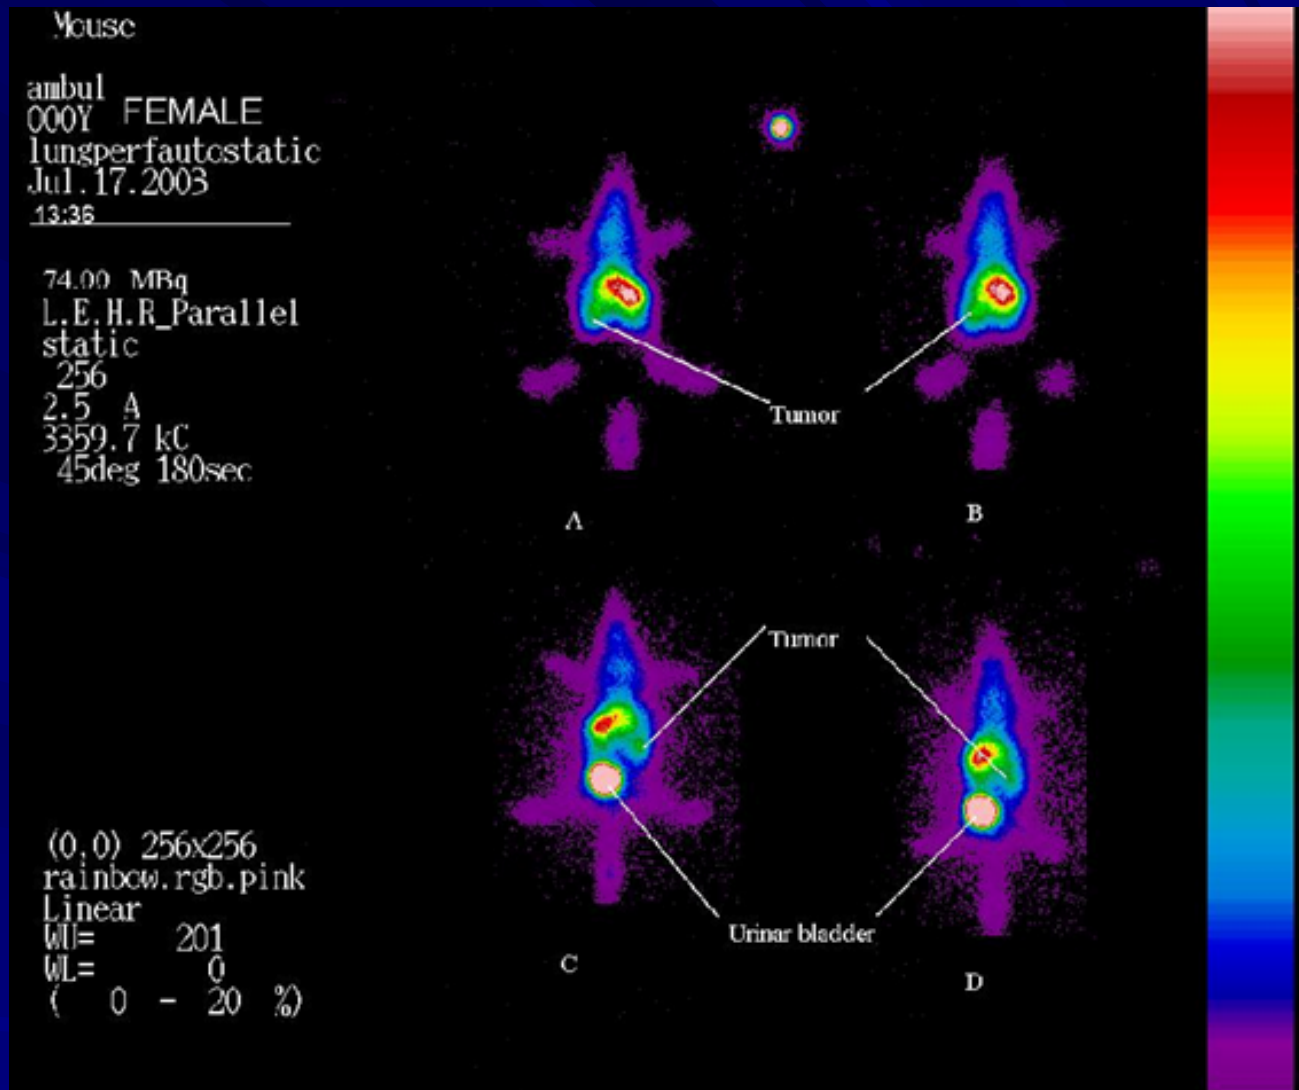 Mouse
ambul
000Y FEMALE
lungperfautostatic
Jul.17.2003
13:36
74.00 MBq
L.E.H.R_Parallel
static
256
2.5 A
3359.7 kC
45deg 180sec
Tumor
A
B
Tumor
Urinar bladder
C
D
(0,0) 256x256
rainbow.rgb.pink
Linear
WU= 201
WL= 0
( 0 - 20 %)